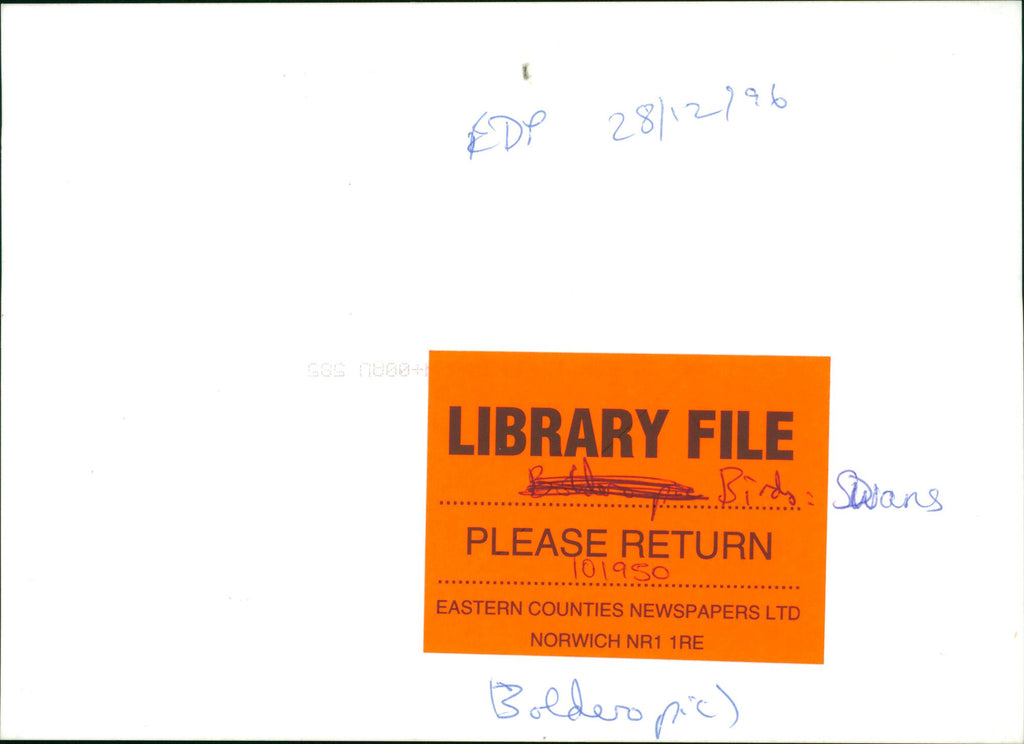 EDP 28/12/96
LIBRARY FILE
Birds: Swans
PLEASE RETURN
101950
EASTERN COUNTIES NEWSPAPERS LTD
NORWICH NR1 1RE
Boldero pic)